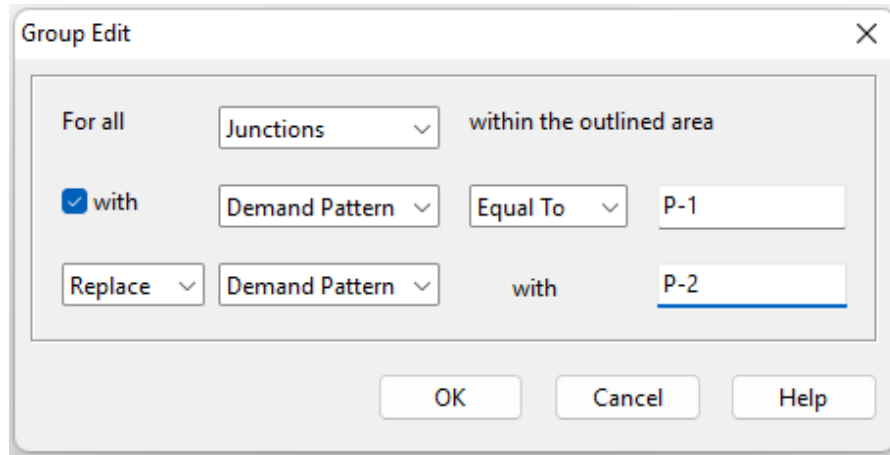 Group Edit
For all Junctions within the outlined area
with Demand Pattern Equal To P-1
Replace Demand Pattern with P-2
OK Cancel Help